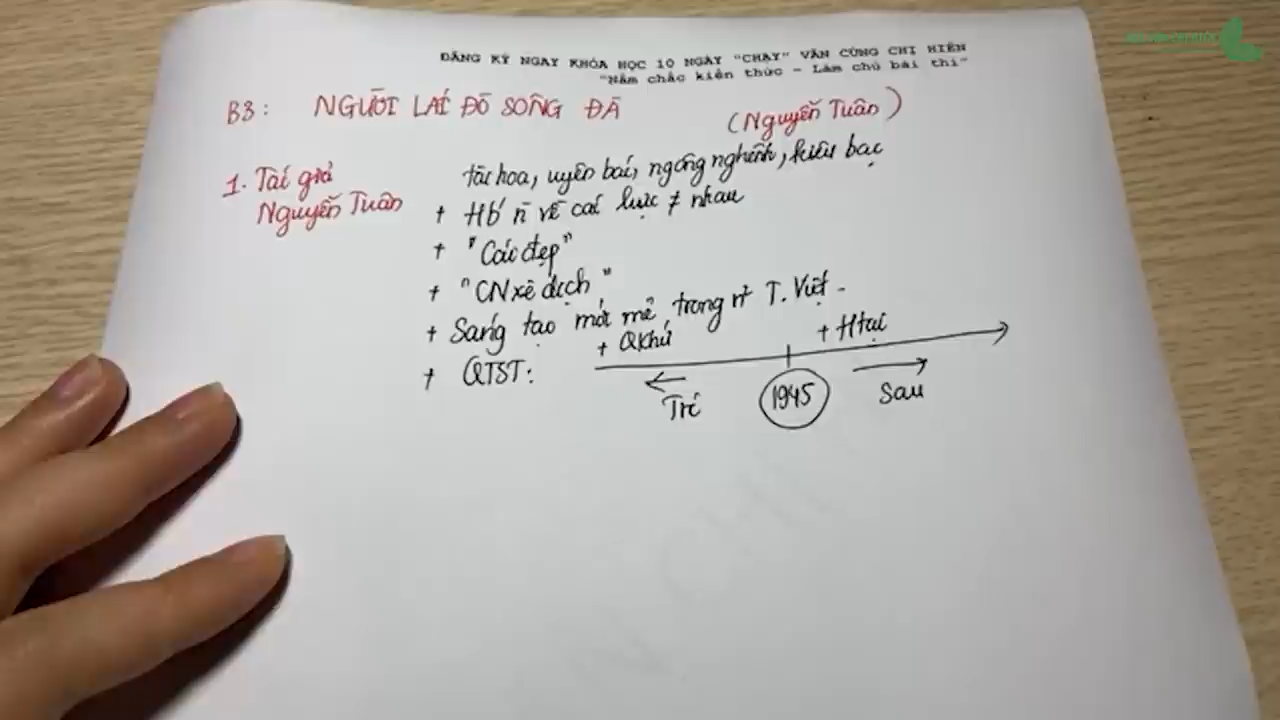 ĐĂNG KÝ NGAY KHÓA HỌC 10 NGÀY "CHẠY" VĂN CÙNG CHỊ HIÊN
"Nắm chắc kiến thức - Làm chủ bài thi"
B3: NGƯỜI LÁI ĐÒ SÔNG ĐÀ
(Nguyễn Tuân)
1. Tác giả
Nguyễn Tuân
tài hoa, uyên bác, ngông nghênh, kiêu bạc
+ Hb' n̄ về các lực ≠ nhau
+ "Cái đẹp"
+ "CN xê dịch"
+ Sáng tạo mới mẻ trong nt T. Việt.
+ QTST:
+ QKhứ
+ Htại
Trc
1945
Sau